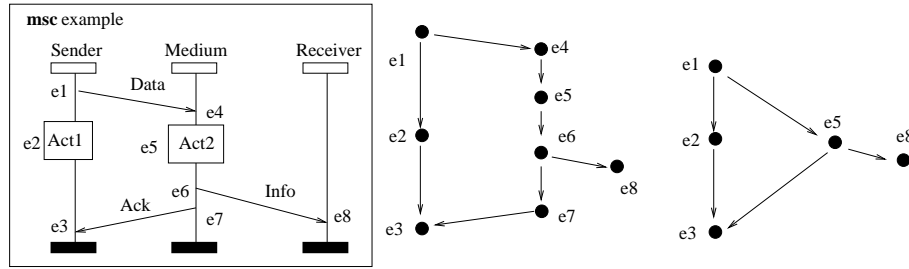 msc example
Sender Medium Receiver
Data
e1
e4
e2 Act1 e5 Act2
e6 Info
Ack
e3 e7 e8
e1 e4
e5
e2 e6
e8
e3 e7
e1
e2 e5 e8
e3